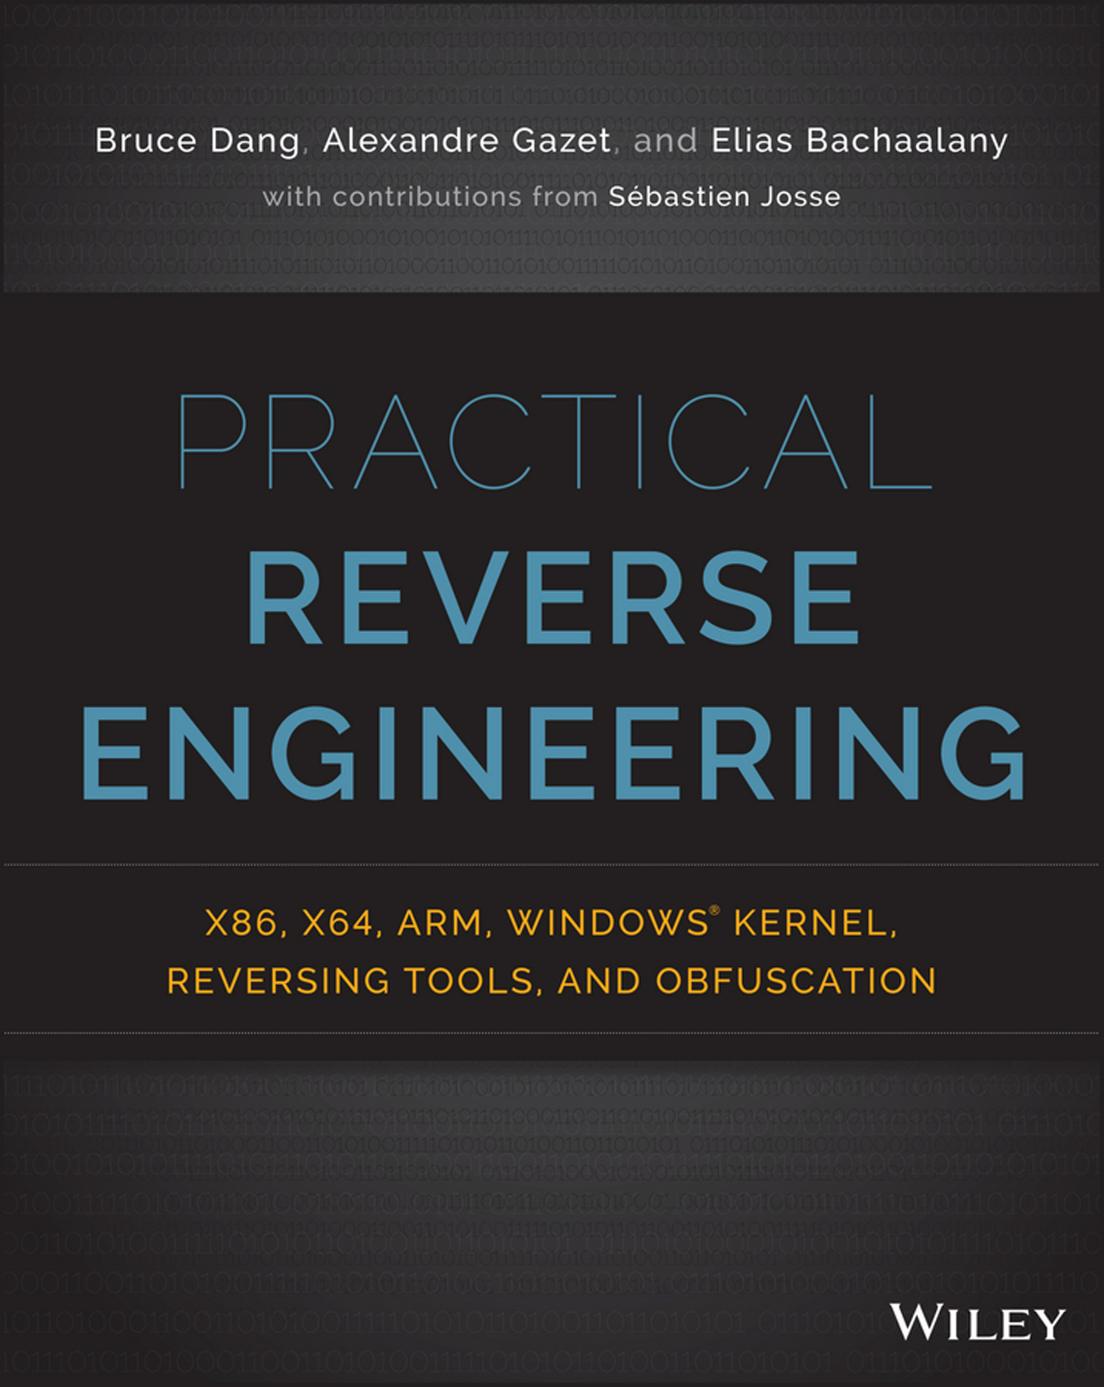 Bruce Dang, Alexandre Gazet, and Elias Bachaalany
with contributions from Sébastien Josse
PRACTICAL
REVERSE
ENGINEERING
X86, X64, ARM, WINDOWS® KERNEL,
REVERSING TOOLS, AND OBFUSCATION
WILEY